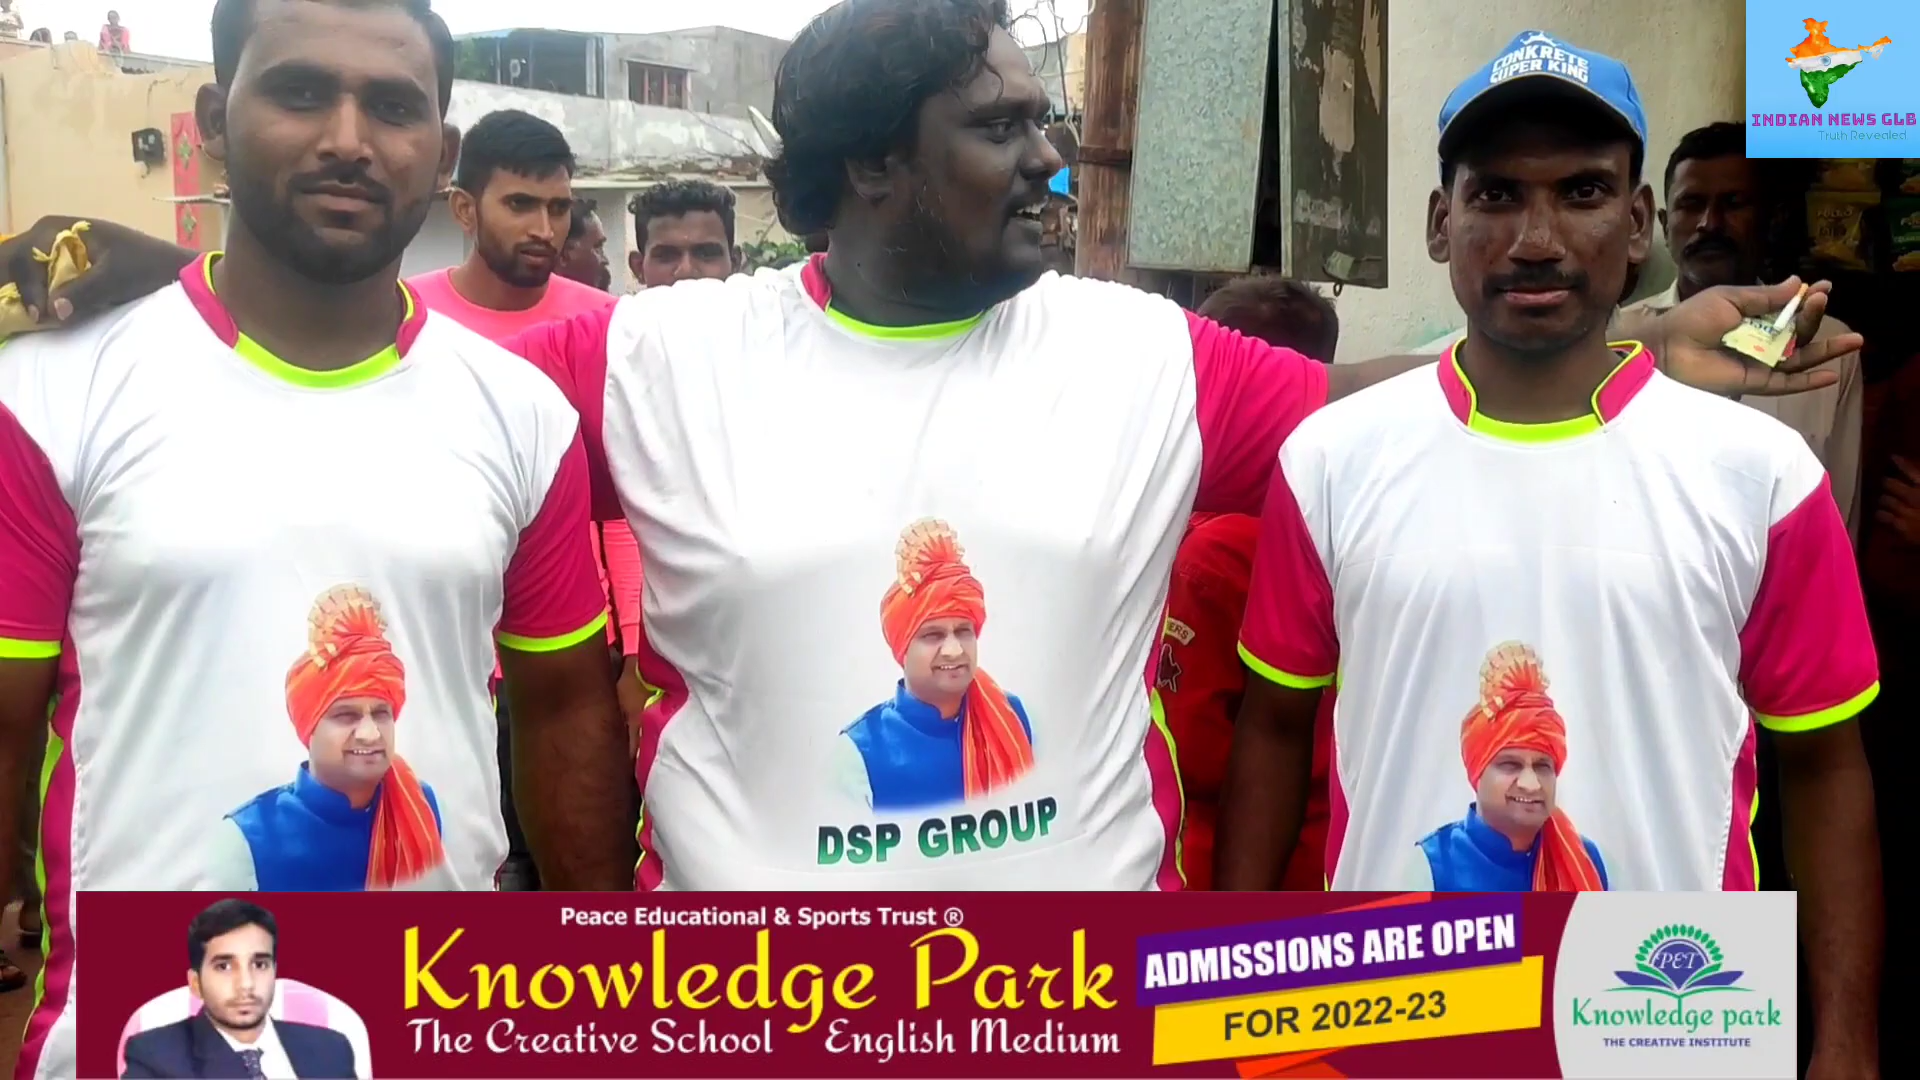 CONKRETE
SUPER KING
INDIAN NEWS GLB
Truth Revealed
DSP GROUP
Peace Educational & Sports Trust ®
Knowledge Park
The Creative School English Medium
ADMISSIONS ARE OPEN
FOR 2022-23
PET
Knowledge park
THE CREATIVE INSTITUTE